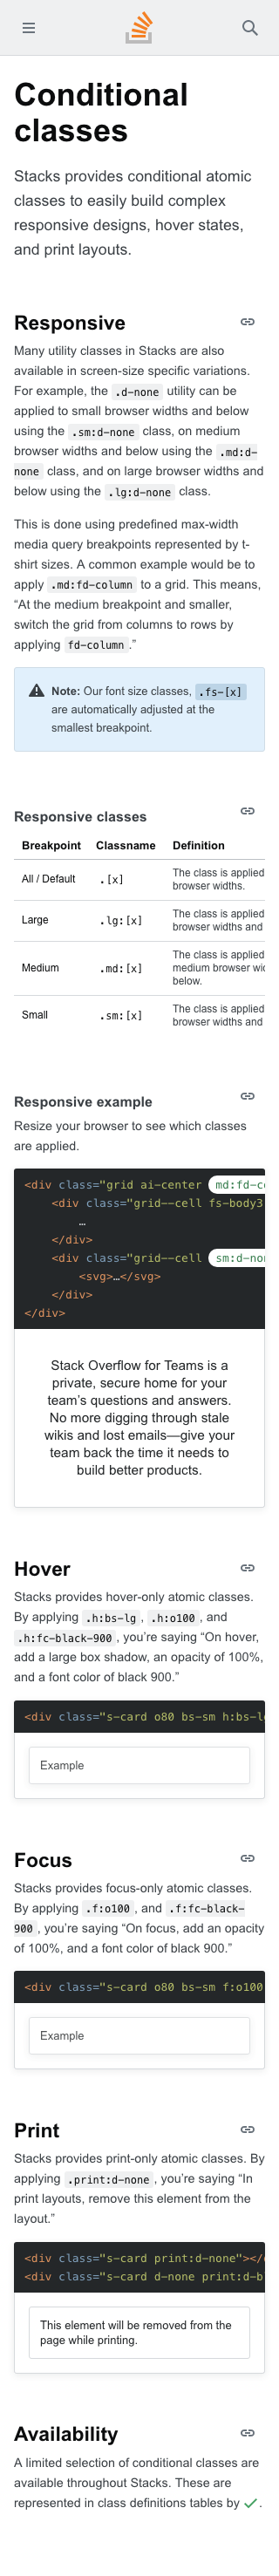 Conditional
classes
Stacks provides conditional atomic
classes to easily build complex
responsive designs, hover states,
and print layouts.
Responsive
Many utility classes in Stacks are also
available in screen-size specific variations.
For example, the .d-none utility can be
applied to small browser widths and below
using the .sm:d-none class, on medium
browser widths and below using the .md:d-
none class, and on large browser widths and
below using the .lg:d-none class.
This is done using predefined max-width
media query breakpoints represented by t-
shirt sizes. A common example would be to
apply .md:fd-column to a grid. This means,
“At the medium breakpoint and smaller,
switch the grid from columns to rows by
applying fd-column.”
Note: Our font size classes, .fs-[x]
are automatically adjusted at the
smallest breakpoint.
Responsive classes
Breakpoint Classname Definition
All / Default .[x] The class is applied
browser widths.
Large .lg:[x] The class is applied
browser widths and
Medium .md:[x] The class is applied
medium browser wi
below.
Small .sm:[x] The class is applied
browser widths and
Responsive example
Resize your browser to see which classes
are applied.
<div class="grid ai-center md:fd-c
<div class="grid--cell fs-body3
…
</div>
<div class="grid--cell sm:d-no
<svg>…</svg>
</div>
</div>
Stack Overflow for Teams is a
private, secure home for your
team’s questions and answers.
No more digging through stale
wikis and lost emails—give your
team back the time it needs to
build better products.
Hover
Stacks provides hover-only atomic classes.
By applying .h:bs-lg, .h:o100, and
.h:fc-black-900, you’re saying “On hover,
add a large box shadow, an opacity of 100%,
and a font color of black 900.”
<div class="s-card o80 bs-sm h:bs-l
Example
Focus
Stacks provides focus-only atomic classes.
By applying .f:o100, and .f:fc-black-
900, you’re saying “On focus, add an opacity
of 100%, and a font color of black 900.”
<div class="s-card o80 bs-sm f:o100
Example
Print
Stacks provides print-only atomic classes. By
applying .print:d-none, you’re saying “In
print layouts, remove this element from the
layout.”
<div class="s-card print:d-none"></
<div class="s-card d-none print:d-b
This element will be removed from the
page while printing.
Availability
A limited selection of conditional classes are
available throughout Stacks. These are
represented in class definitions tables by ✓.